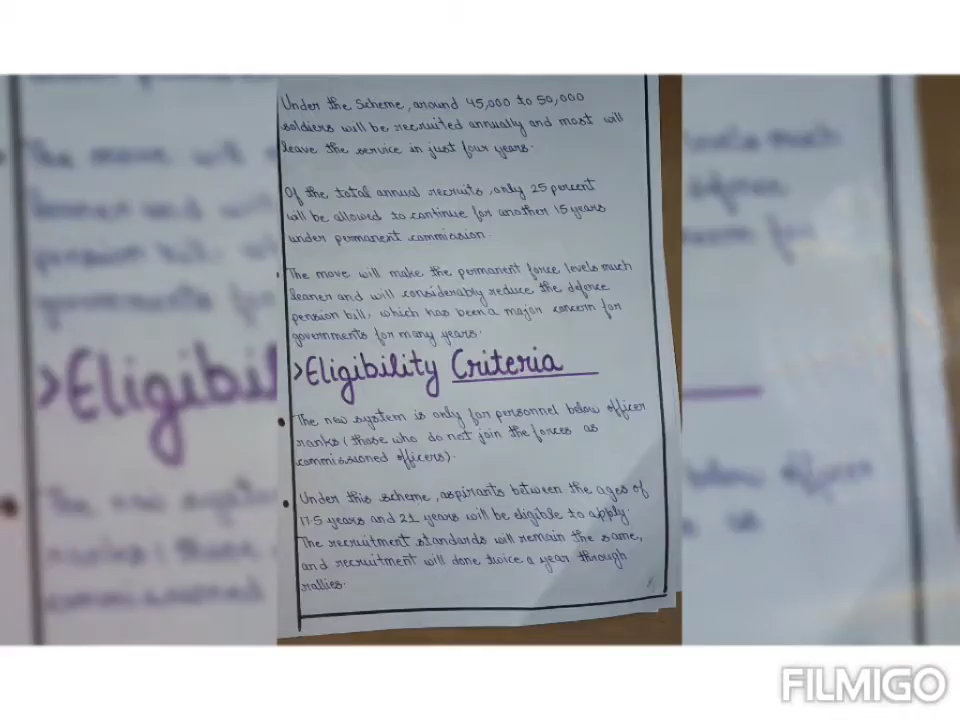 Under the Scheme, around 45,000 to 50,000
soldiers will be recruited annually and most will
leave the service in just four years.
Of the total annual recruits, only 25 percent
will be allowed to continue for another 15 years
under permanent commission.
The move will make the permanent force levels much
leaner and will considerably reduce the defence
pension bill, which has been a major concern for
governments for many years.
>Eligibility Criteria
The new system is only for personnel below officer
ranks (those who do not join the forces as
commissioned officers).
Under this scheme, aspirants between the ages of
17.5 years and 21 years will be eligible to apply.
The recruitment standards will remain the same,
and recruitment will done twice a year through
rallies.
FILMIGO